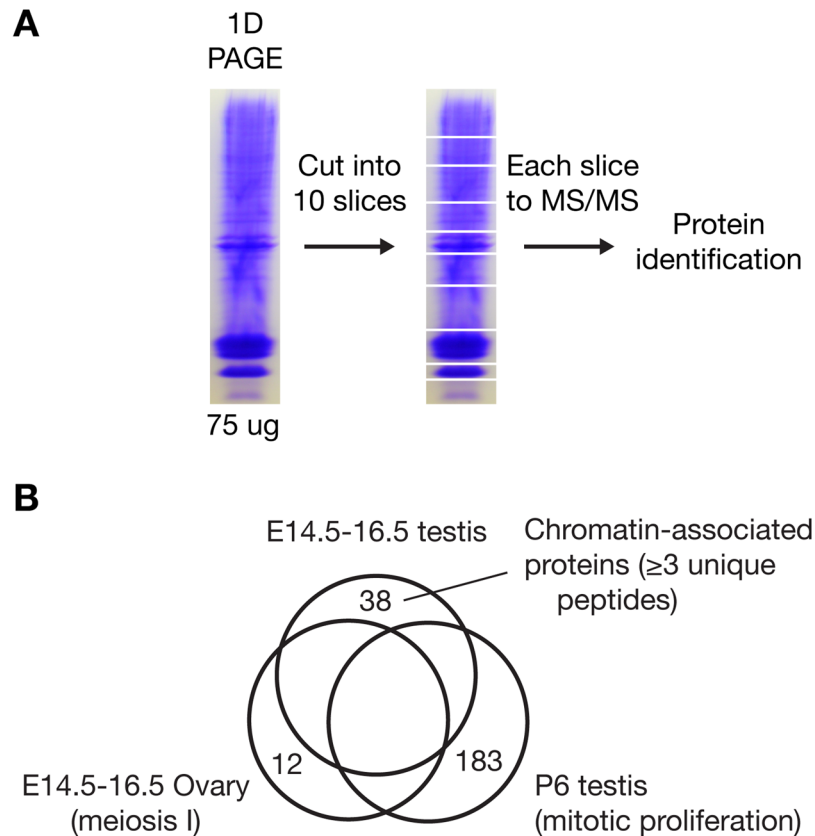 A
1D
PAGE
Cut into
10 slices
Each slice
to MS/MS
Protein
identification
75 ug
B
E14.5-16.5 testis
Chromatin-associated
proteins (≥3 unique
peptides)
38
12
183
E14.5-16.5 Ovary
(meiosis I)
P6 testis
(mitotic proliferation)